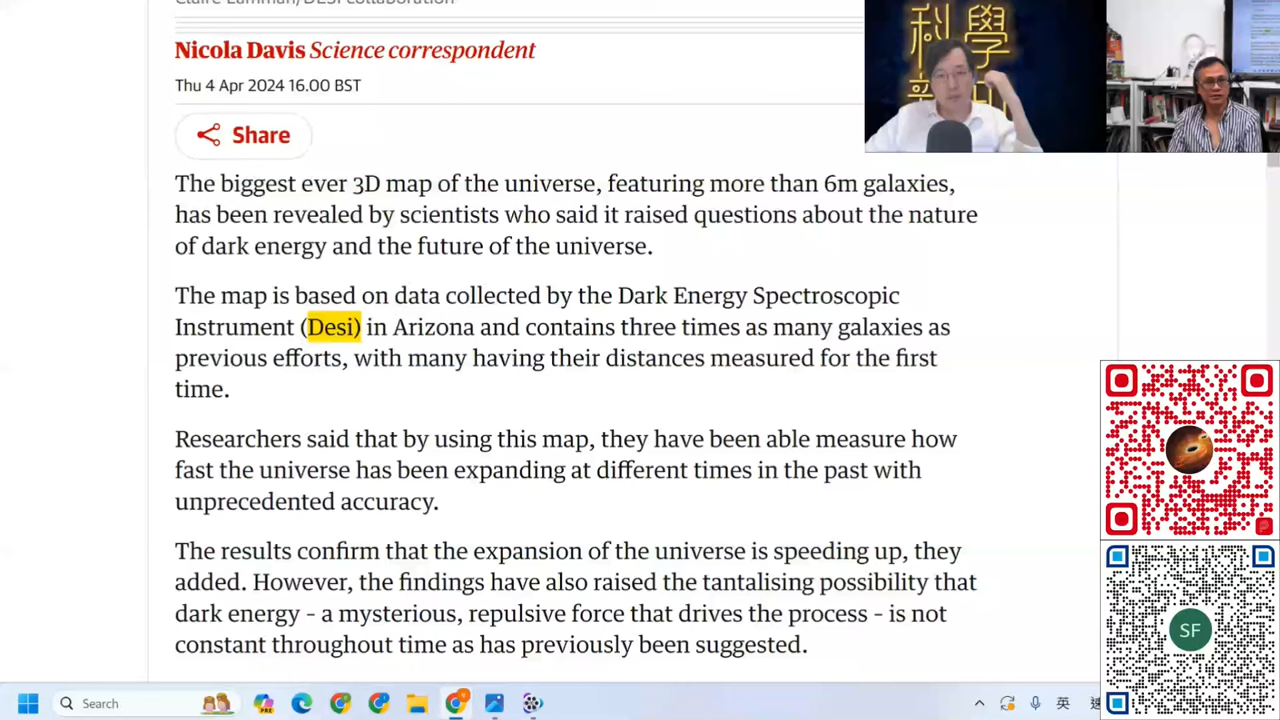 Claire Lamman/DESI collaboration
Nicola Davis Science correspondent
Thu 4 Apr 2024 16.00 BST
Share
The biggest ever 3D map of the universe, featuring more than 6m galaxies,
has been revealed by scientists who said it raised questions about the nature
of dark energy and the future of the universe.
The map is based on data collected by the Dark Energy Spectroscopic
Instrument (Desi) in Arizona and contains three times as many galaxies as
previous efforts, with many having their distances measured for the first
time.
Researchers said that by using this map, they have been able measure how
fast the universe has been expanding at different times in the past with
unprecedented accuracy.
The results confirm that the expansion of the universe is speeding up, they
added. However, the findings have also raised the tantalising possibility that
dark energy – a mysterious, repulsive force that drives the process – is not
constant throughout time as has previously been suggested.
科學
SF
Search
PRE
英
速